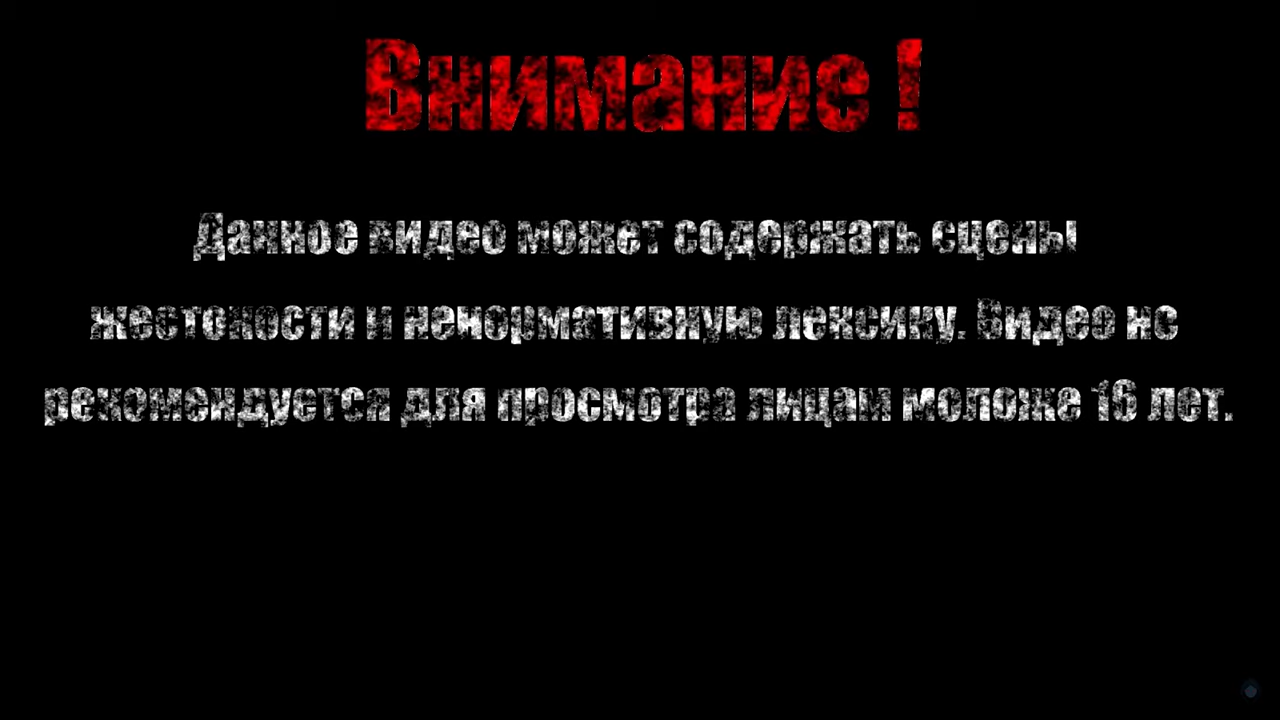 Внимание !
Данное видео может содержать сцены
жестокости и ненормативную лексику. Видео не
рекомендуется для просмотра лицам моложе 16 лет.